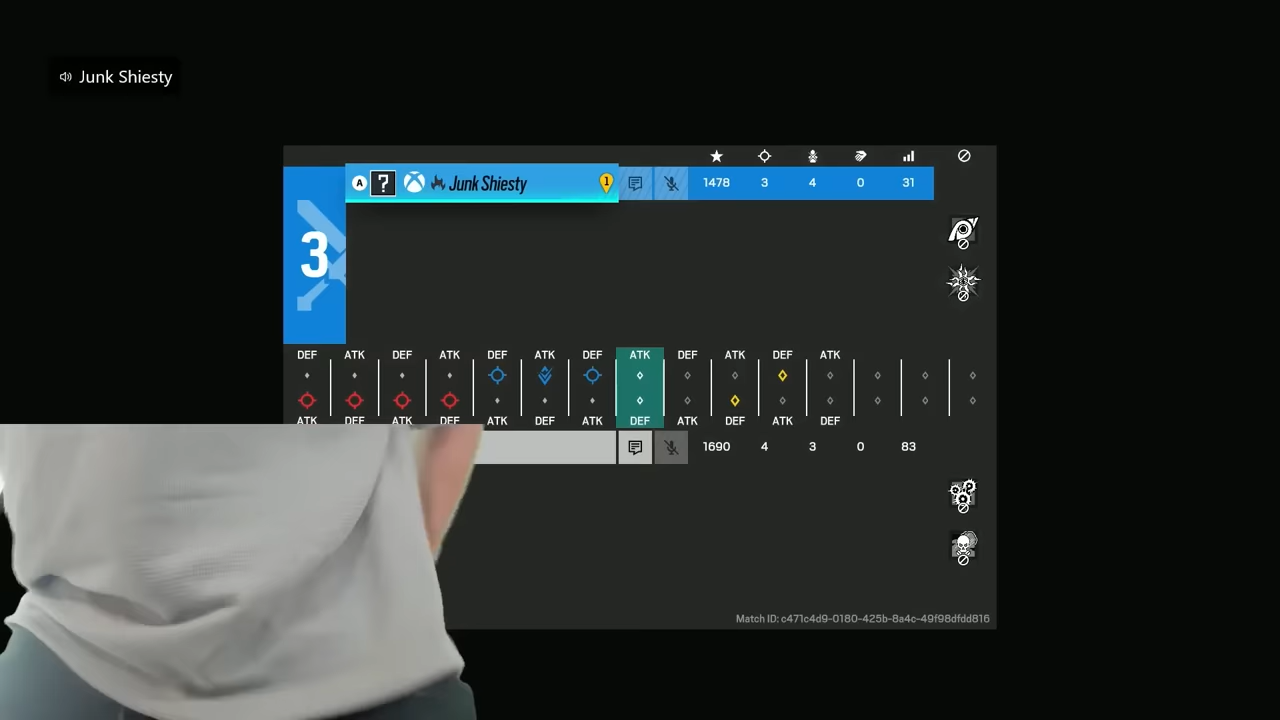 Junk Shiesty
A ? Junk Shiesty 1 1478 3 4 0 31
3
DEF ATK DEF ATK DEF ATK DEF ATK DEF ATK DEF ATK
ATK DEF ATK DEF ATK DEF ATK DEF ATK DEF ATK DEF
1690 4 3 0 83
Match ID: c471c4d9-0180-425b-8a4c-49f98dfdd816